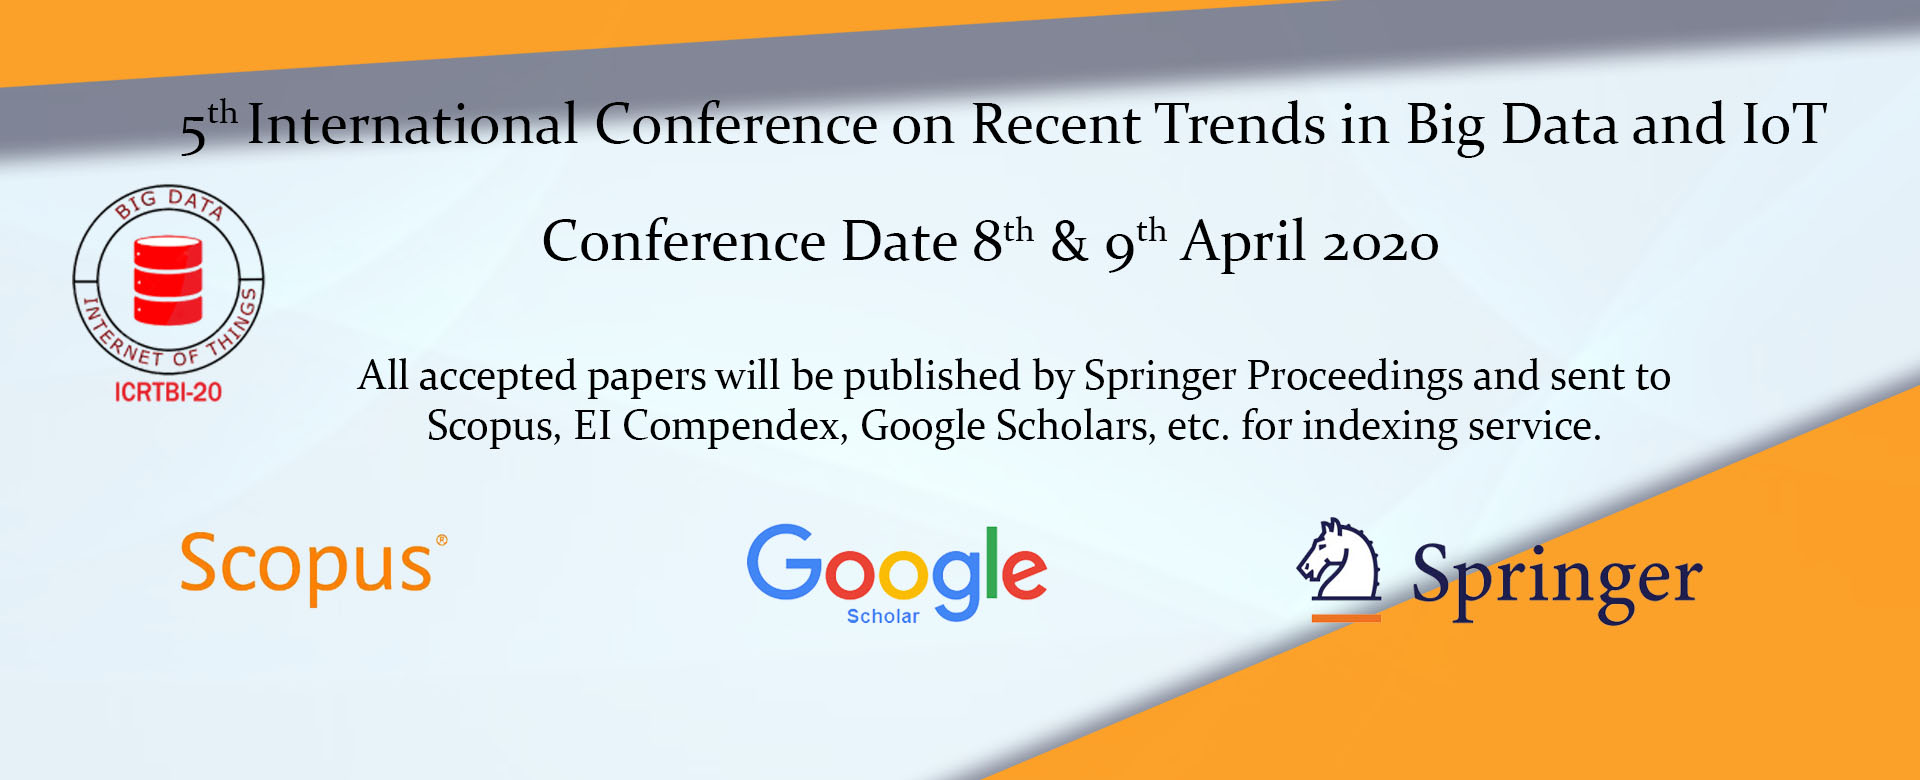 5th International Conference on Recent Trends in Big Data and IoT
Conference Date 8th & 9th April 2020
BIG DATA
INTERNET OF THINGS
ICRTBI-20
All accepted papers will be published by Springer Proceedings and sent to
Scopus, EI Compendex, Google Scholars, etc. for indexing service.
Scopus®
Google
Scholar
Springer